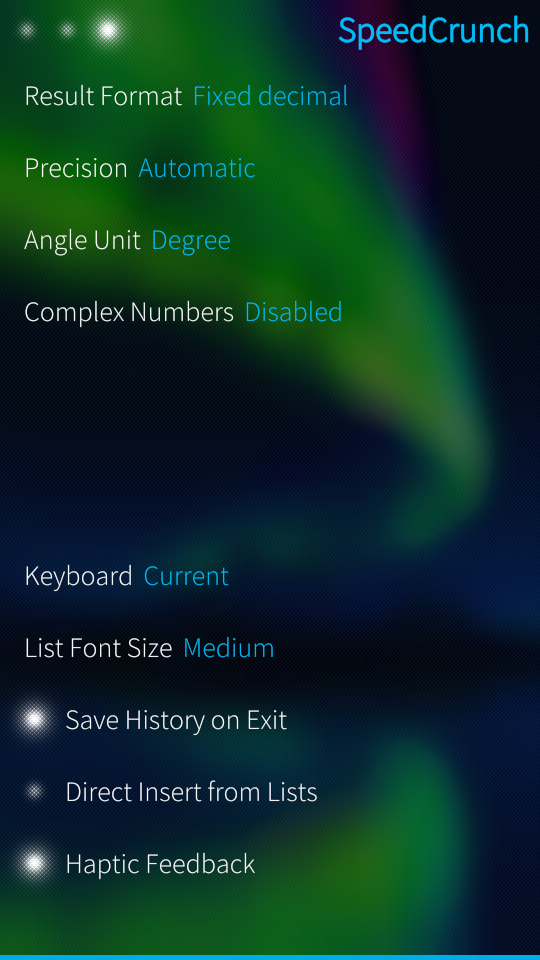 SpeedCrunch
Result Format Fixed decimal
Precision Automatic
Angle Unit Degree
Complex Numbers Disabled
Keyboard Current
List Font Size Medium
Save History on Exit
Direct Insert from Lists
Haptic Feedback